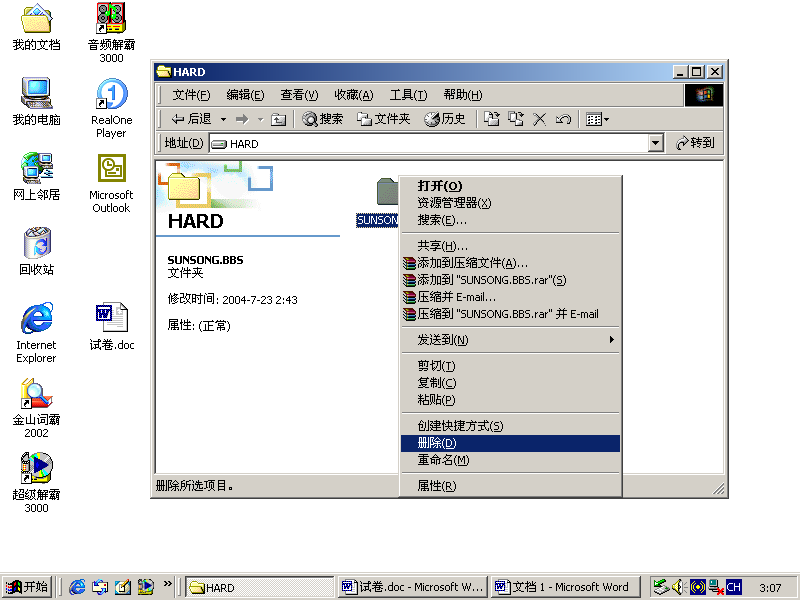 我的文档
音频解霸
3000
我的电脑
RealOne
Player
网上邻居
Microsoft
Outlook
回收站
Internet
Explorer
试卷.doc
金山词霸
2002
超级解霸
3000
HARD
文件(F) 编辑(E) 查看(V) 收藏(A) 工具(T) 帮助(H)
后退 搜索 文件夹 历史
地址(D) HARD 转到
HARD
SUNSONG.BBS
文件夹
修改时间: 2004-7-23 2:43
属性: (正常)
SUNSON
打开(O)
资源管理器(X)
搜索(E)...
共享(H)...
添加到压缩文件(A)...
添加到 "SUNSONG.BBS.rar"(S)
压缩并 E-mail...
压缩到 "SUNSONG.BBS.rar" 并 E-mail
发送到(N)
剪切(T)
复制(C)
粘贴(P)
创建快捷方式(S)
删除(D)
重命名(M)
属性(R)
删除所选项目。
开始 » HARD 试卷.doc - Microsoft W... 文档 1 - Microsoft Word CH 3:07